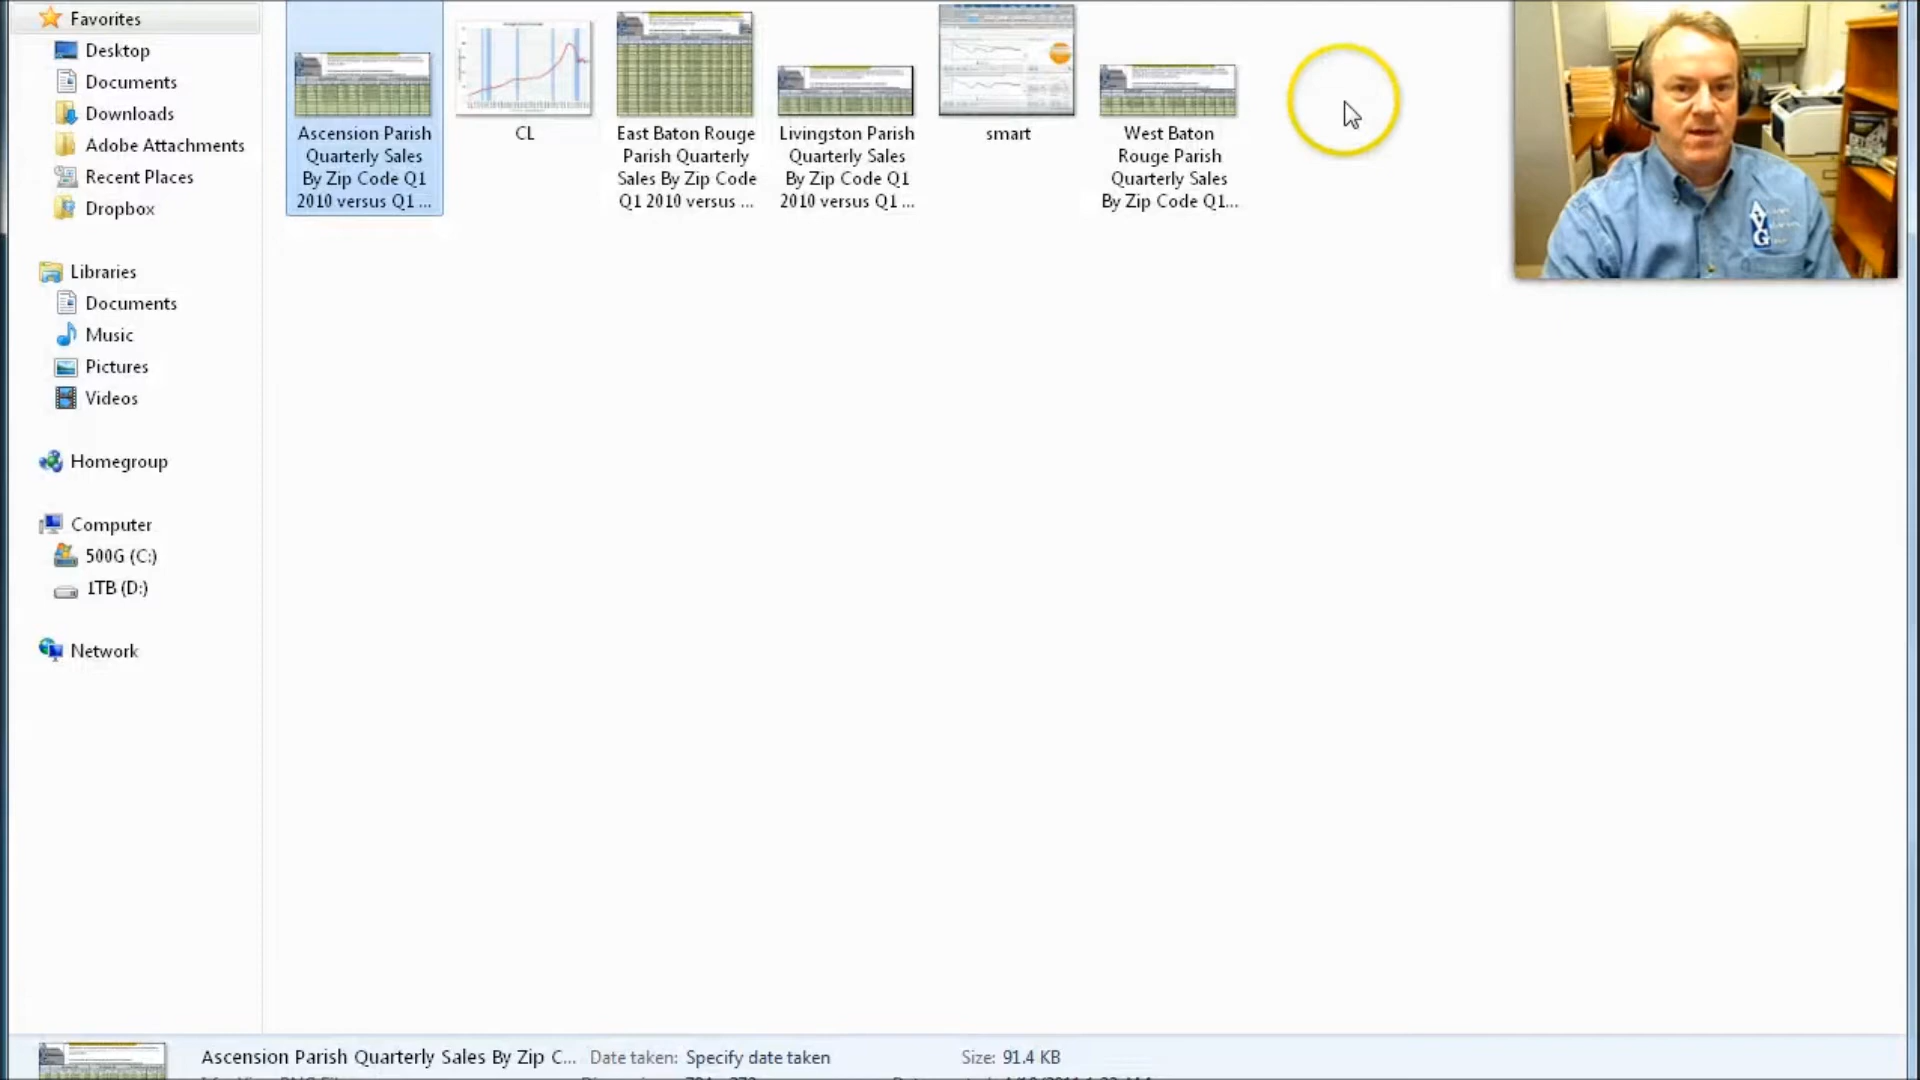 Favorites
Desktop
Documents
Downloads
Adobe Attachments
Recent Places
Dropbox
Libraries
Documents
Music
Pictures
Videos
Homegroup
Computer
500G (C:)
1TB (D:)
Network
Ascension Parish
Quarterly Sales
By Zip Code Q1
2010 versus Q1 ...
CL
East Baton Rouge
Parish Quarterly
Sales By Zip Code
Q1 2010 versus ...
Livingston Parish
Quarterly Sales
By Zip Code Q1
2010 versus Q1 ...
smart
West Baton
Rouge Parish
Quarterly Sales
By Zip Code Q1...
AVG
Ascension Parish Quarterly Sales By Zip C... Date taken: Specify date taken Size: 91.4 KB